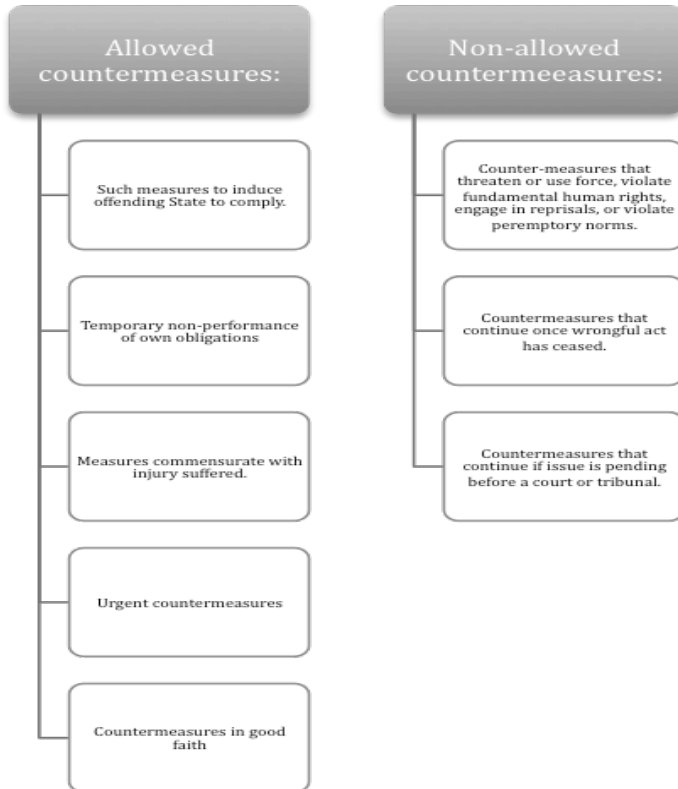 Allowed
countermeasures:
Such measures to induce
offending State to comply.
Temporary non-performance
of own obligations
Measures commensurate with
injury suffered.
Urgent countermeasures
Countermeasures in good
faith
Non-allowed
countermeeasures:
Counter-measures that
threaten or use force, violate
fundamental human rights,
engage in reprisals, or violate
peremptory norms.
Countermeasures that
continue once wrongful act
has ceased.
Countermeasures that
continue if issue is pending
before a court or tribunal.